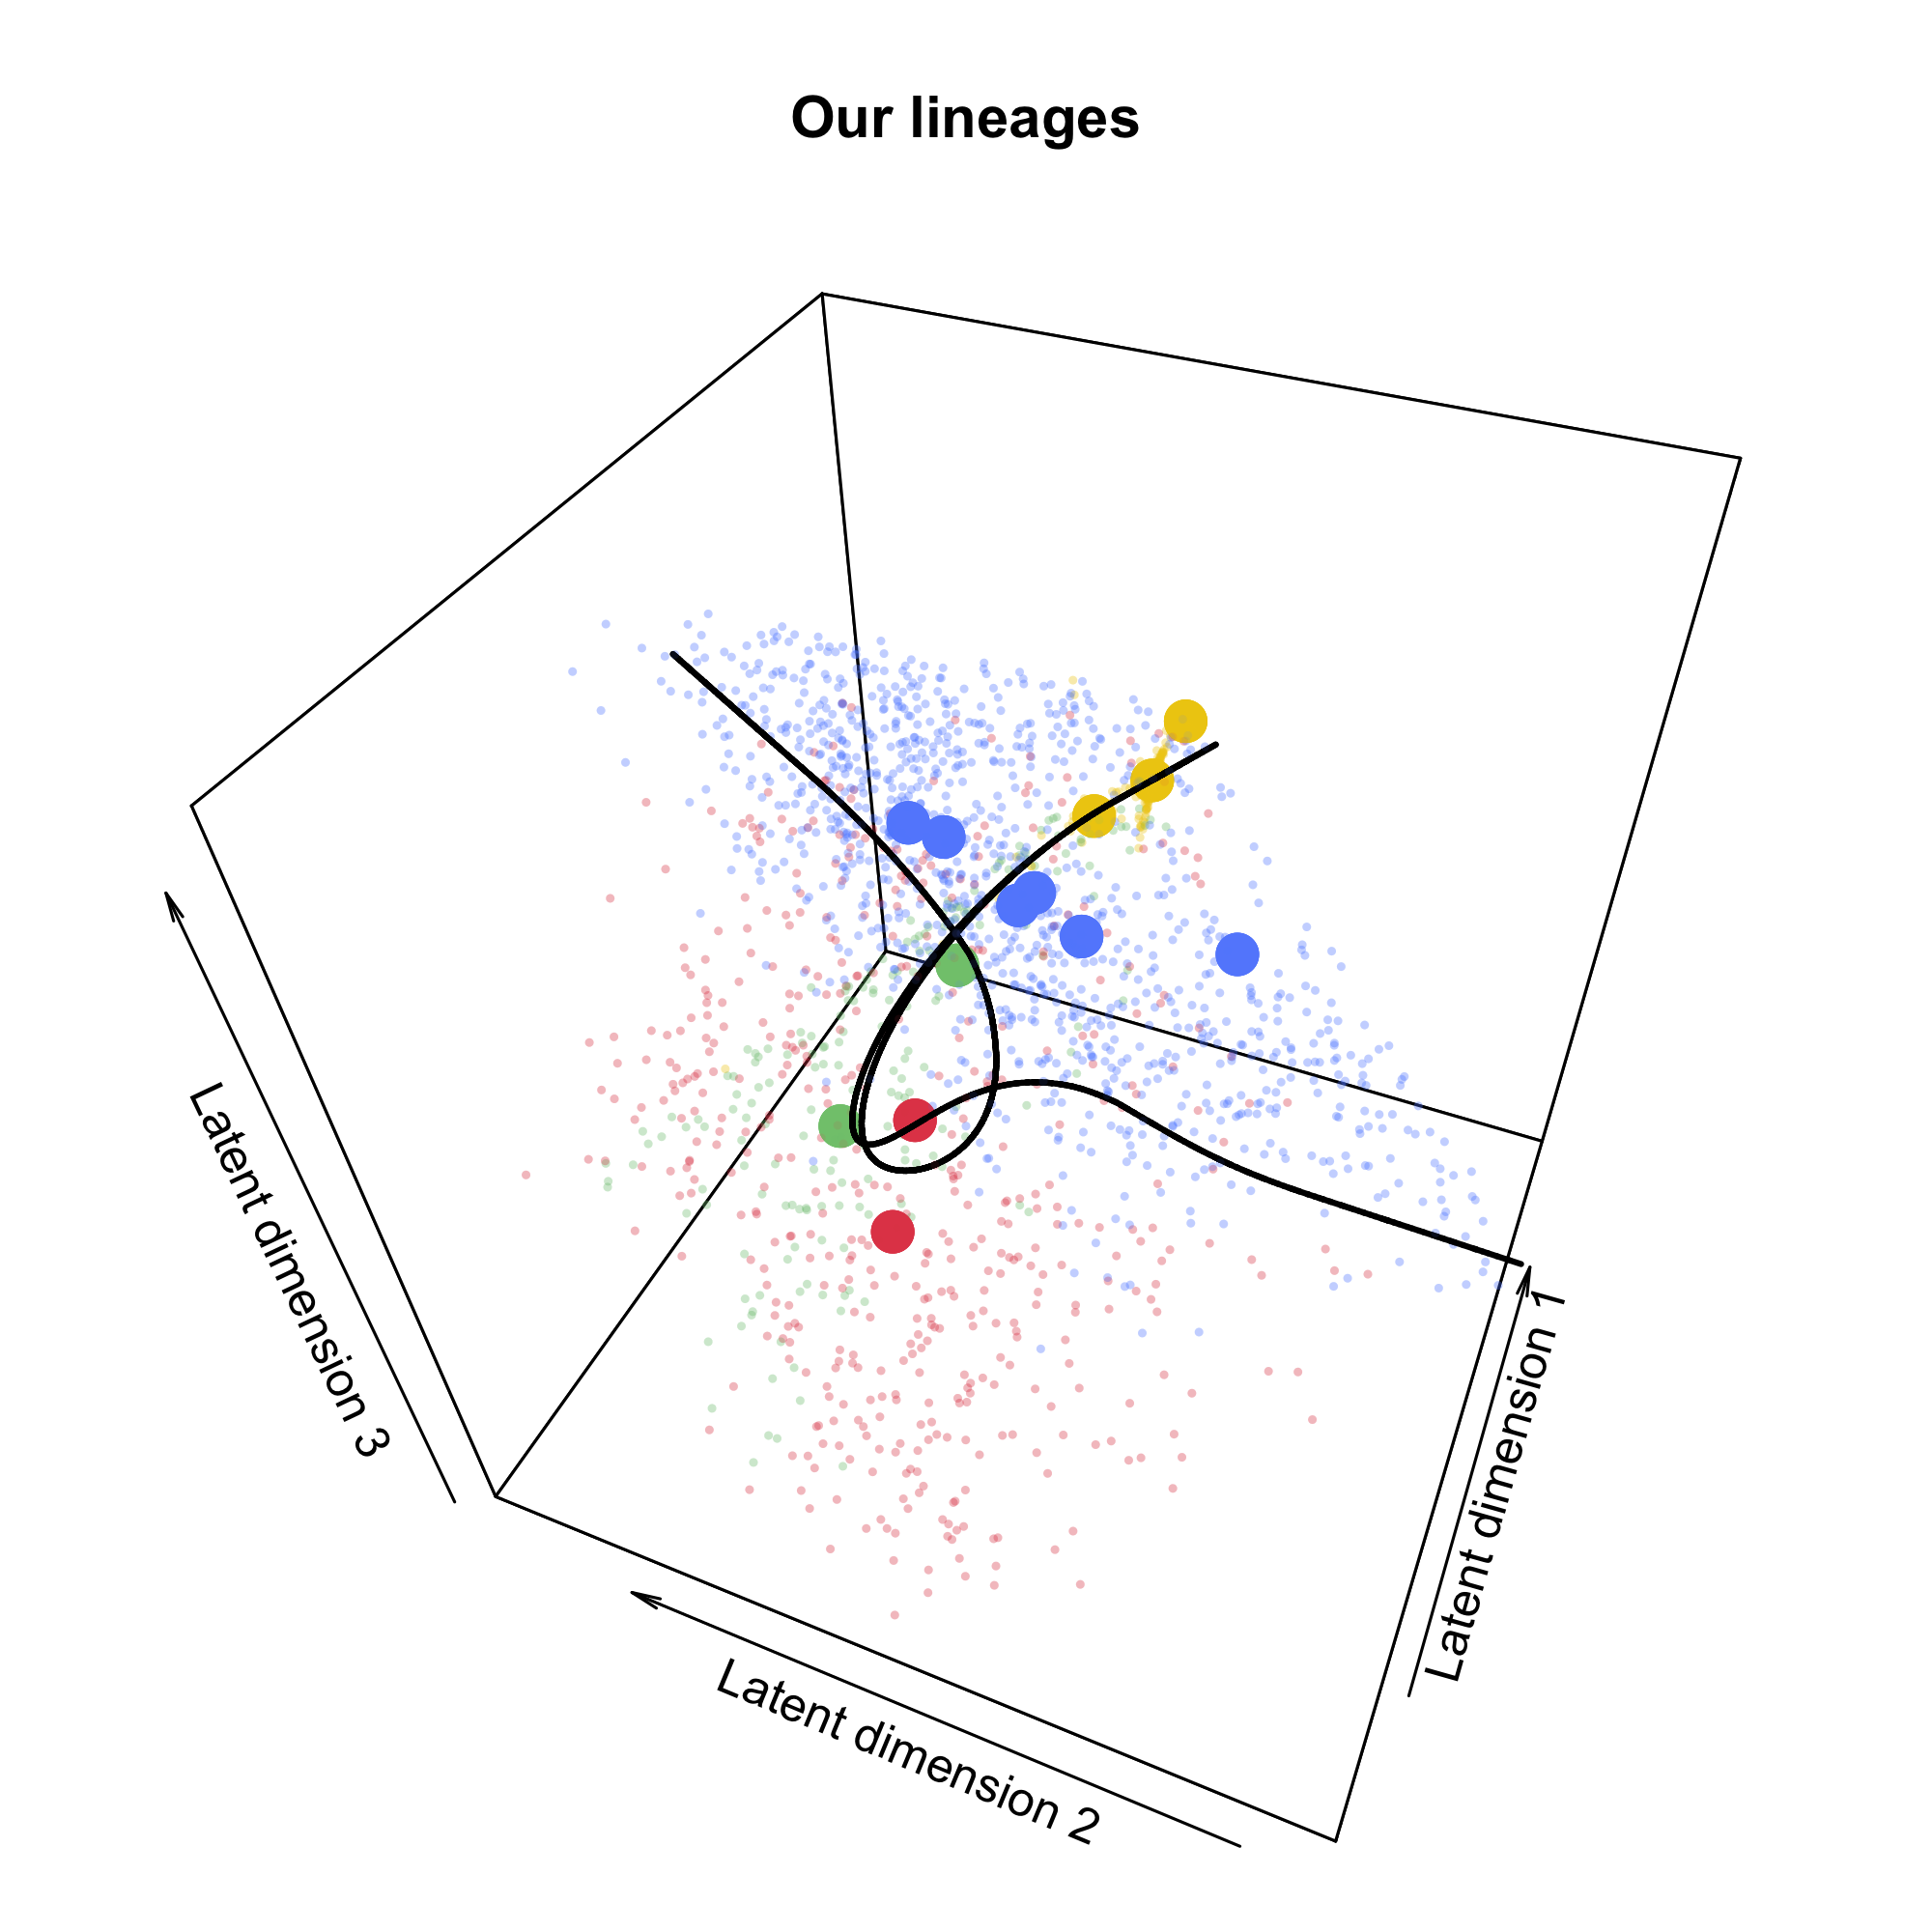 Our lineages
Latent dimension 3
Latent dimension 1
Latent dimension 2